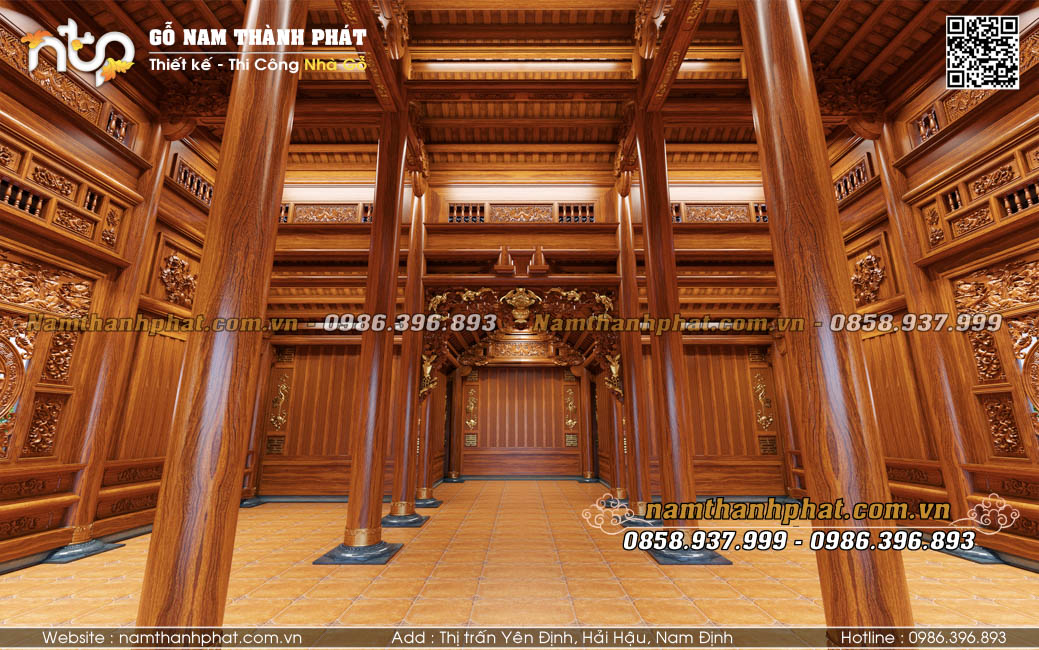 ntp
GỖ NAM THÀNH PHÁT
Thiết kế - Thi Công Nhà Gỗ
Namthanhphat.com.vn - 0986.396.893
Namthanhphat.com.vn - 0858.937.999
namthanhphat.com.vn
0858.937.999 - 0986.396.893
Website : namthanhphat.com.vn
Add : Thị trấn Yên Định, Hải Hậu, Nam Định
Hotline : 0986.396.893